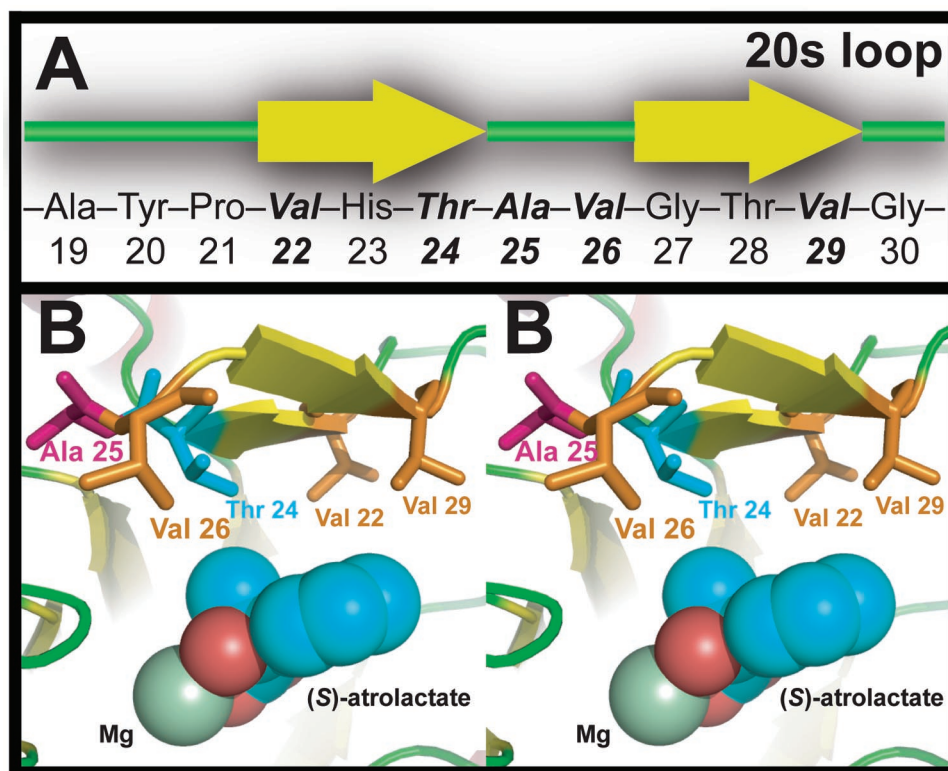 A
20s loop
–Ala–Tyr–Pro–Val–His–Thr–Ala–Val–Gly–Thr–Val–Gly–
19 20 21 22 23 24 25 26 27 28 29 30
B
Ala 25
Val 26
Thr 24
Val 22
Val 29
(S)-atrolactate
Mg
B
Ala 25
Val 26
Thr 24
Val 22
Val 29
(S)-atrolactate
Mg